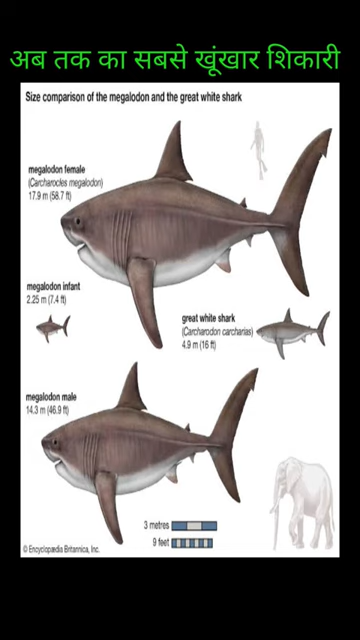 अब तक का सबसे खूंखार शिकारी
Size comparison of the megalodon and the great white shark
megalodon female
(Carcharocles megalodon)
17.9 m (58.7 ft)
megalodon infant
2.25 m (7.4 ft)
great white shark
(Carcharodon carcharias)
4.9 m (16 ft)
megalodon male
14.3 m (46.9 ft)
3 metres
9 feet
© Encyclopædia Britannica, Inc.